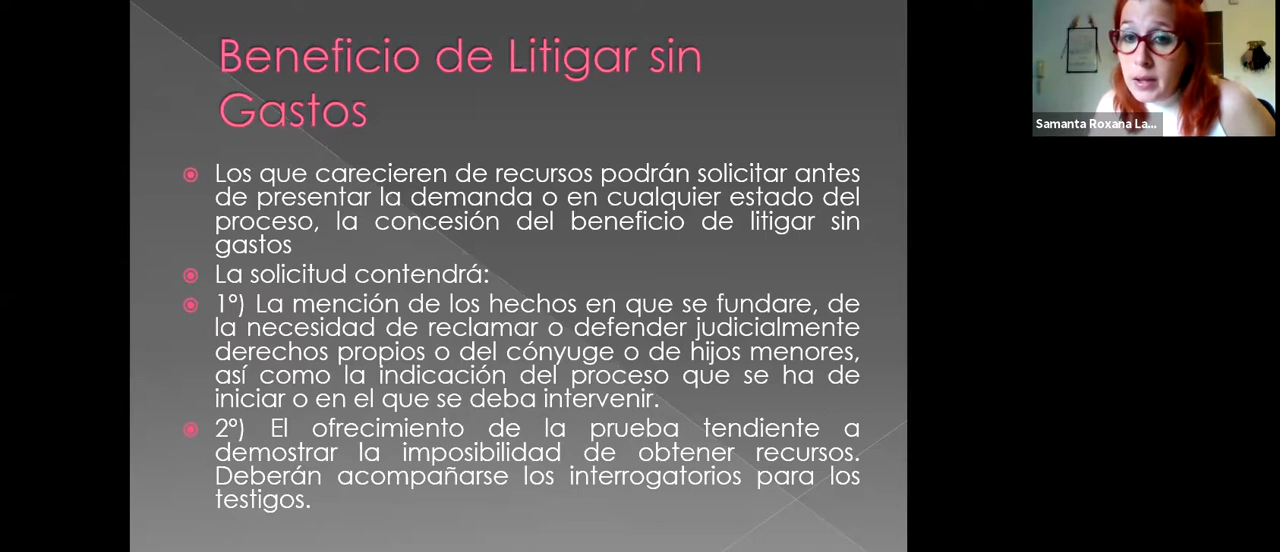 Beneficio de Litigar sin
Gastos
Los que carecieren de recursos podrán solicitar antes
de presentar la demanda o en cualquier estado del
proceso, la concesión del beneficio de litigar sin
gastos
La solicitud contendrá:
1º) La mención de los hechos en que se fundare, de
la necesidad de reclamar o defender judicialmente
derechos propios o del cónyuge o de hijos menores,
así como la indicación del proceso que se ha de
iniciar o en el que se deba intervenir.
2º) El ofrecimiento de la prueba tendiente a
demostrar la imposibilidad de obtener recursos.
Deberán acompañarse los interrogatorios para los
testigos.
Samanta Roxana La...